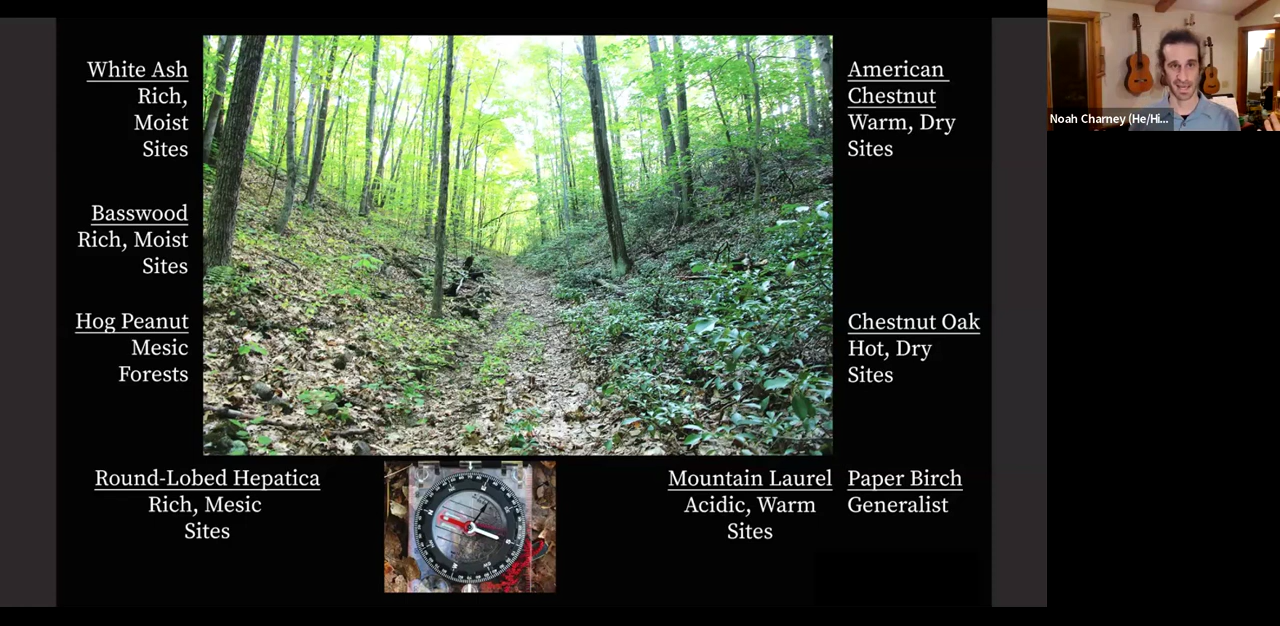 White Ash
Rich,
Moist
Sites
Basswood
Rich, Moist
Sites
Hog Peanut
Mesic
Forests
Round-Lobed Hepatica
Rich, Mesic
Sites
American
Chestnut
Warm, Dry
Sites
Chestnut Oak
Hot, Dry
Sites
Mountain Laurel
Acidic, Warm
Sites
Paper Birch
Generalist
Noah Charney (He/Hi...